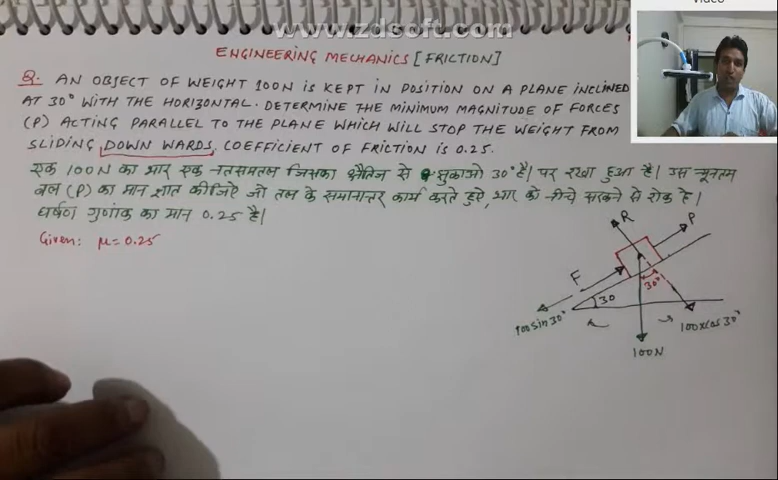 Video
www.zdsoft.com
ENGINEERING MECHANICS [FRICTION]
Q. AN OBJECT OF WEIGHT 100N IS KEPT IN POSITION ON A PLANE INCLINED
AT 30° WITH THE HORIZONTAL. DETERMINE THE MINIMUM MAGNITUDE OF FORCES
(P) ACTING PARALLEL TO THE PLANE WHICH WILL STOP THE WEIGHT FROM
SLIDING DOWN WARDS. COEFFICIENT OF FRICTION IS 0.25.
एक 100N का भार एक नतसमतल जिसका क्षैतिज से झुकाओ 30° है। पर रखा हुआ है। उस न्यूनतम
बल (P) का मान ज्ञात कीजिए जो तल के समानान्तर कार्य करते हुऐ, भार को नीचे सरकने से रोक दे।
घर्षण गुणांक का मान 0.25 है।
Given: μ = 0.25
R
P
F
30°
30
100sin30°
100xcos30°
100N